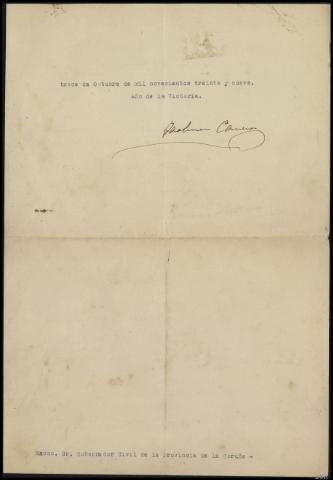 trece de Octubre de mil novecientos treinta y nueve.
Año de la Victoria.
Excmo. Sr. Gobernador Civil de la Provincia de la Coruña -